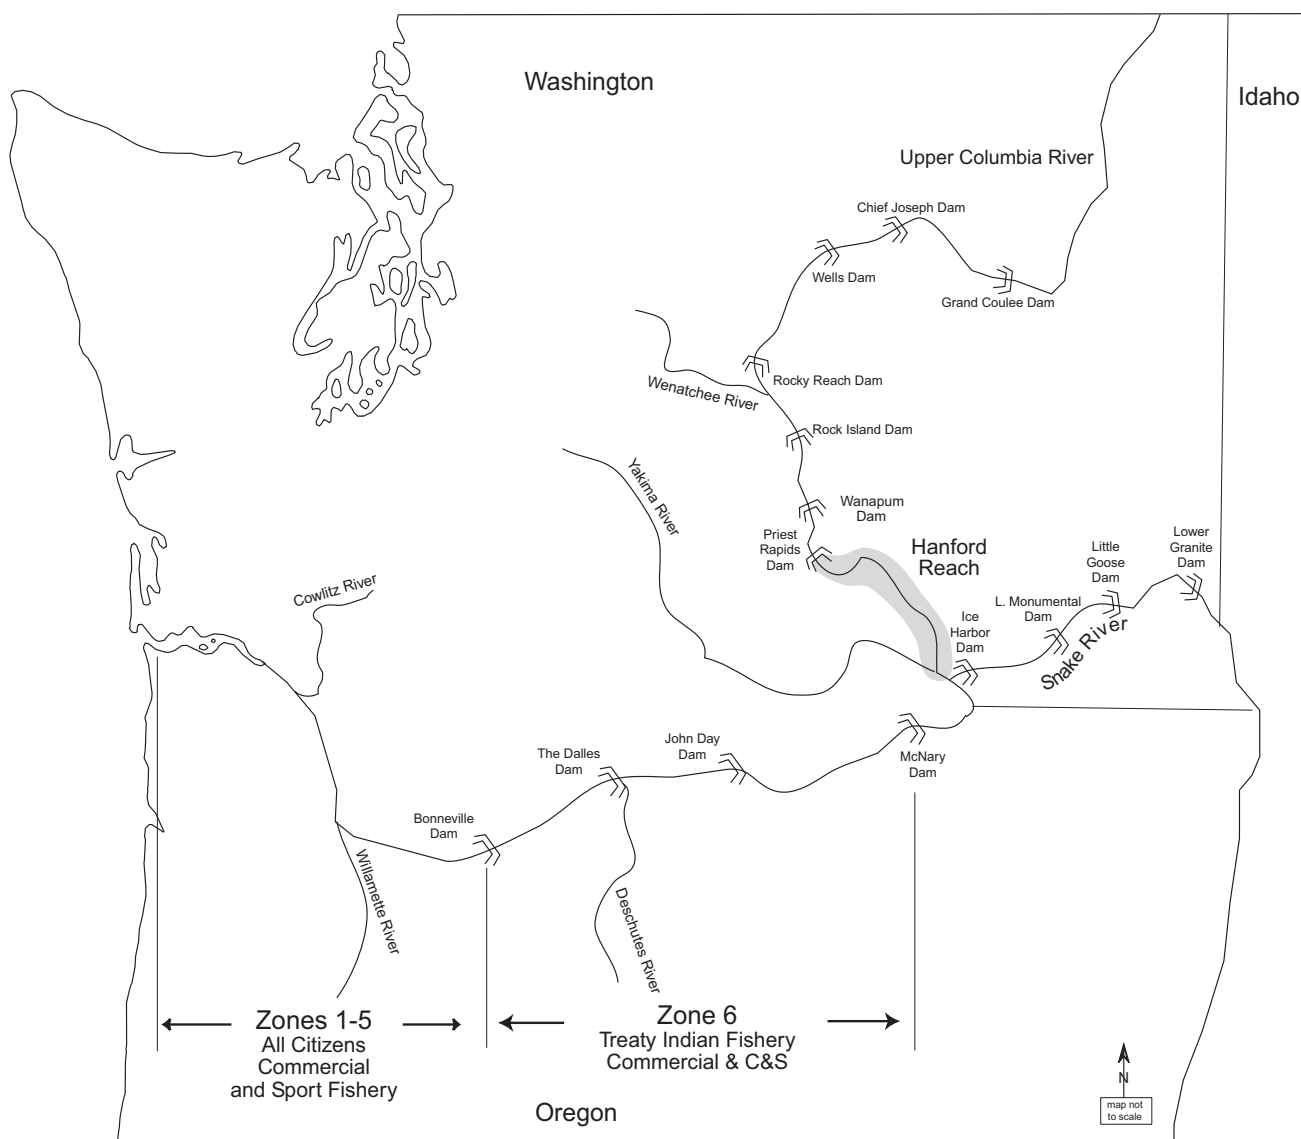 Washington
Idaho
Upper Columbia River
Chief Joseph Dam
Wells Dam
Grand Coulee Dam
Rocky Reach Dam
Wenatchee River
Rock Island Dam
Yakima River
Wanapum
Dam
Priest
Rapids
Dam
Hanford
Reach
Lower
Granite
Dam
Little
Goose
Dam
L. Monumental
Dam
Ice
Harbor
Dam
Snake River
Cowlitz River
The Dalles
Dam
John Day
Dam
McNary
Dam
Bonneville
Dam
Willamette River
Deschutes River
Zones 1-5
All Citizens
Commercial
and Sport Fishery
Zone 6
Treaty Indian Fishery
Commercial & C&S
Oregon
N
map not
to scale